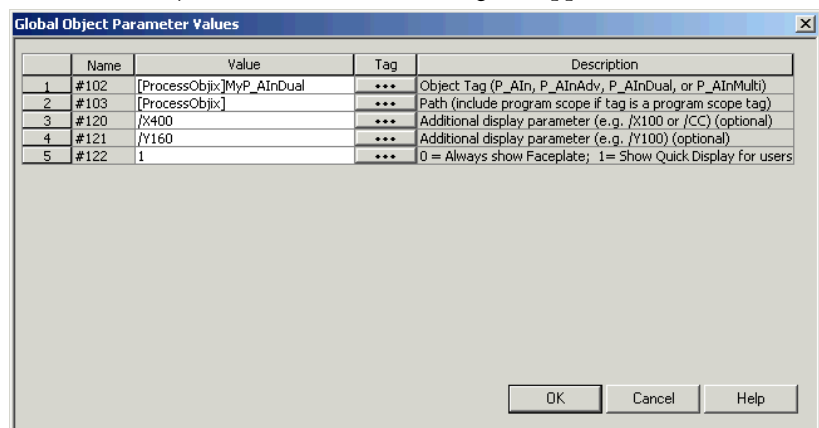 Global Object Parameter Values
Name Value Tag Description
1 #102 [ProcessObjix]MyP_AInDual ••• Object Tag (P_AIn, P_AInAdv, P_AInDual, or P_AInMulti)
2 #103 [ProcessObjix] ••• Path (include program scope if tag is a program scope tag)
3 #120 /X400 ••• Additional display parameter (e.g. /X100 or /CC) (optional)
4 #121 /Y160 ••• Additional display parameter (e.g. /Y100) (optional)
5 #122 1 ••• 0 = Always show Faceplate; 1= Show Quick Display for users
OK Cancel Help